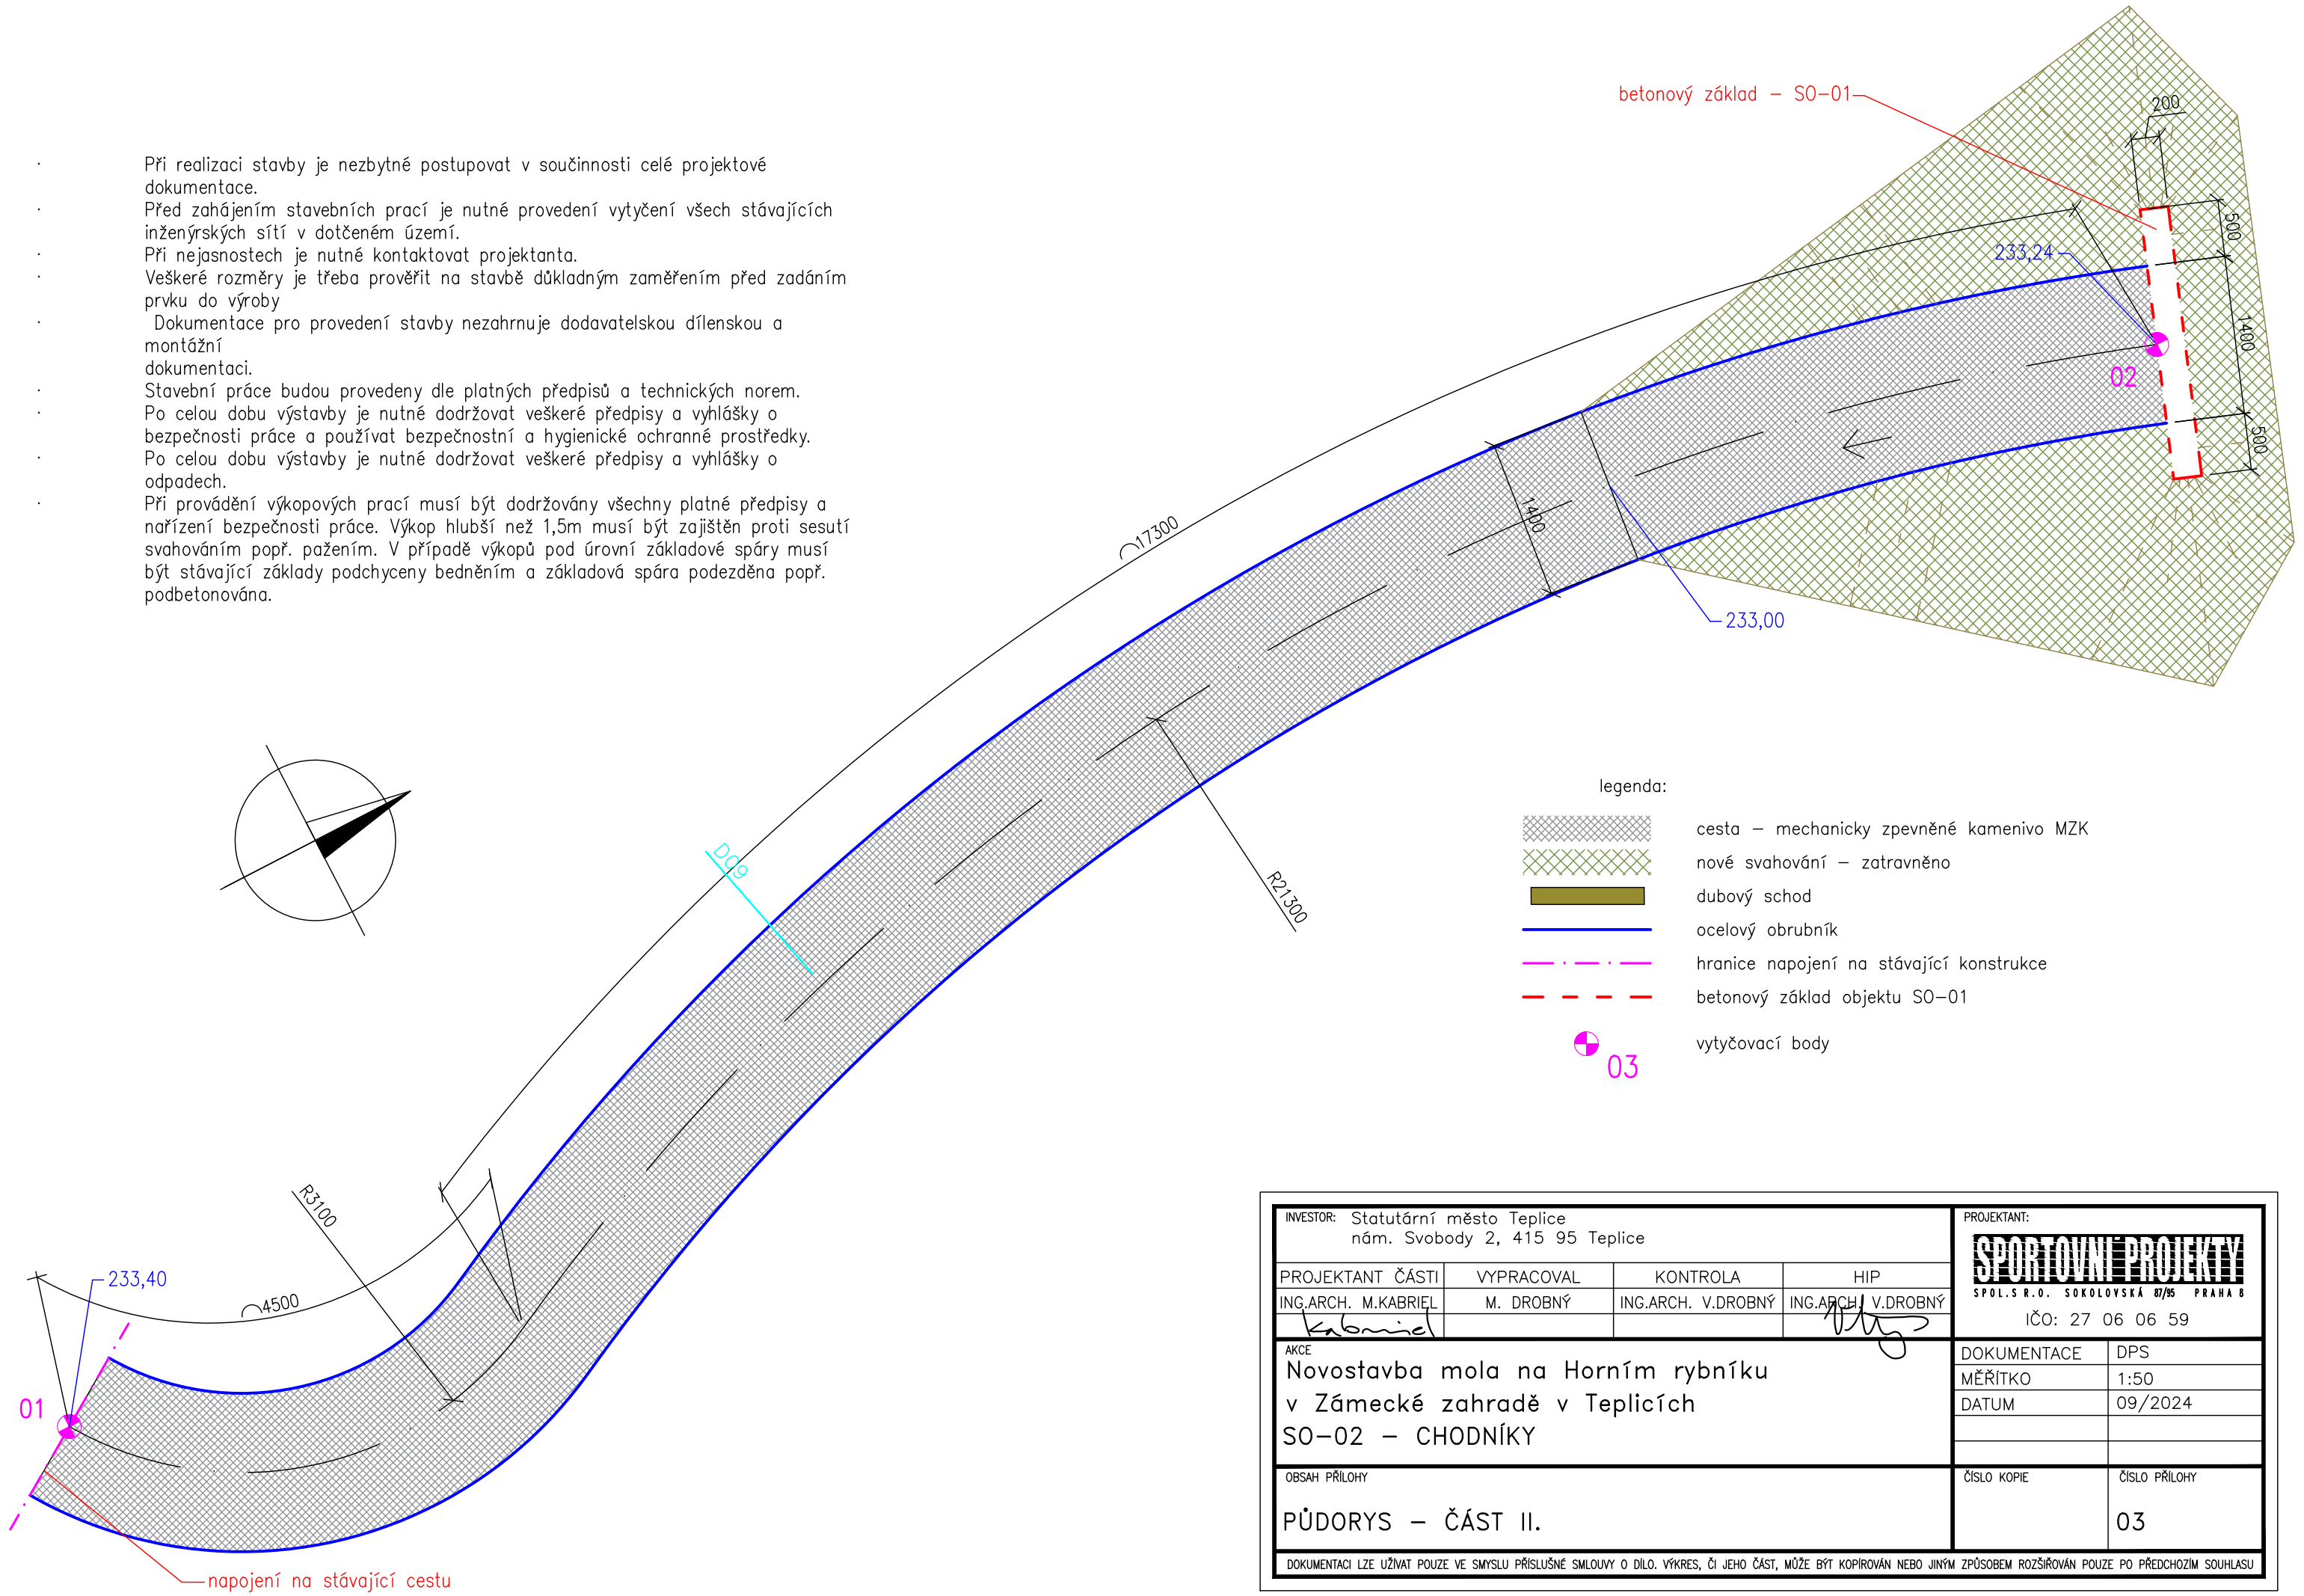 betonový základ – SO-01
200
·	Při realizaci stavby je nezbytné postupovat v součinnosti celé projektové
dokumentace.
·	Před zahájením stavebních prací je nutné provedení vytyčení všech stávajících
inženýrských sítí v dotčeném území.
·	Při nejasnostech je nutné kontaktovat projektanta.
·	Veškeré rozměry je třeba prověřit na stavbě důkladným zaměřením před zadáním
prvku do výroby
·	Dokumentace pro provedení stavby nezahrnuje dodavatelskou dílenskou a
montážní
dokumentaci.
·	Stavební práce budou provedeny dle platných předpisů a technických norem.
·	Po celou dobu výstavby je nutné dodržovat veškeré předpisy a vyhlášky o
bezpečnosti práce a používat bezpečnostní a hygienické ochranné prostředky.
·	Po celou dobu výstavby je nutné dodržovat veškeré předpisy a vyhlášky o
odpadech.
·	Při provádění výkopových prací musí být dodržovány všechny platné předpisy a
nařízení bezpečnosti práce. Výkop hlubší než 1,5m musí být zajištěn proti sesutí
svahováním popř. pažením. V případě výkopů pod úrovní základové spáry musí
být stávající základy podchyceny bedněním a základová spára podezděna popř.
podbetonována.
500
233,24
1400
02
500
17300
1400
233,00
D09
R21300
legenda:
cesta – mechanicky zpevněné kamenivo MZK
nové svahování – zatravněno
dubový schod
ocelový obrubník
hranice napojení na stávající konstrukce
betonový základ objektu SO-01
vytyčovací body
03
R3100
233,40
4500
01
napojení na stávající cestu
INVESTOR: Statutární město Teplice
nám. Svobody 2, 415 95 Teplice
PROJEKTANT ČÁSTI VYPRACOVAL KONTROLA HIP
ING.ARCH. M.KABRIEL M. DROBNÝ ING.ARCH. V.DROBNÝ ING.ARCH. V.DROBNÝ
PROJEKTANT:
SPORTOVNÍ PROJEKTY
SPOL.S R.O. SOKOLOVSKÁ 87/95 PRAHA 8
IČO: 27 06 06 59
AKCE
Novostavba mola na Horním rybníku
v Zámecké zahradě v Teplicích
SO-02 – CHODNÍKY
DOKUMENTACE DPS
MĚŘÍTKO 1:50
DATUM 09/2024
OBSAH PŘÍLOHY
PŮDORYS – ČÁST II.
ČÍSLO KOPIE ČÍSLO PŘÍLOHY
03
DOKUMENTACI LZE UŽÍVAT POUZE VE SMYSLU PŘÍSLUŠNÉ SMLOUVY O DÍLO. VÝKRES, ČI JEHO ČÁST, MŮŽE BÝT KOPÍROVÁN NEBO JINÝM ZPŮSOBEM ROZŠIŘOVÁN POUZE PO PŘEDCHOZÍM SOUHLASU